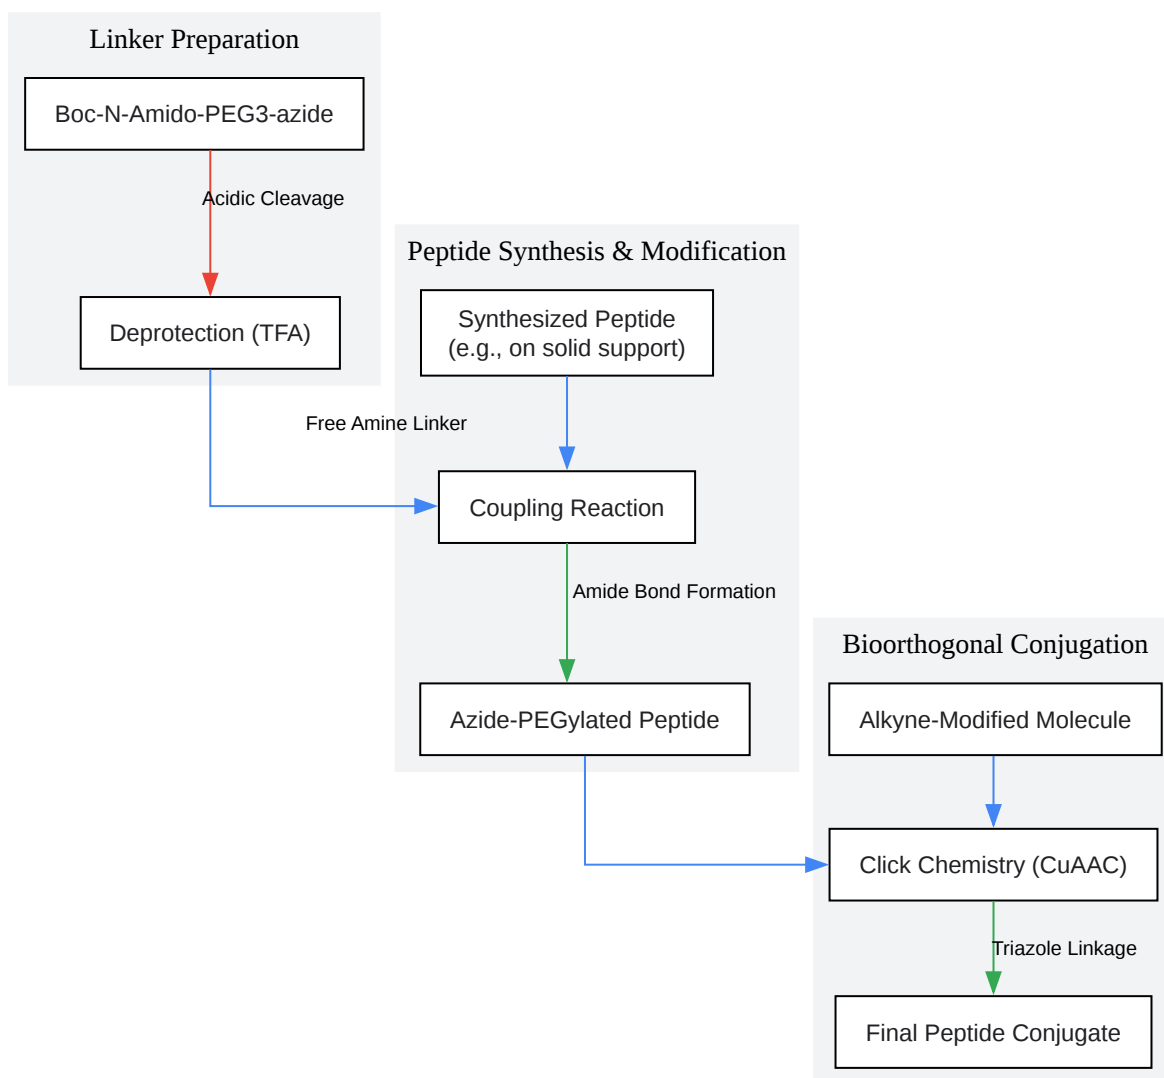 Linker Preparation
Boc-N-Amido-PEG3-azide
Acidic Cleavage
Deprotection (TFA)
Free Amine Linker
Peptide Synthesis & Modification
Synthesized Peptide
(e.g., on solid support)
Coupling Reaction
Amide Bond Formation
Azide-PEGylated Peptide
Bioorthogonal Conjugation
Alkyne-Modified Molecule
Click Chemistry (CuAAC)
Triazole Linkage
Final Peptide Conjugate